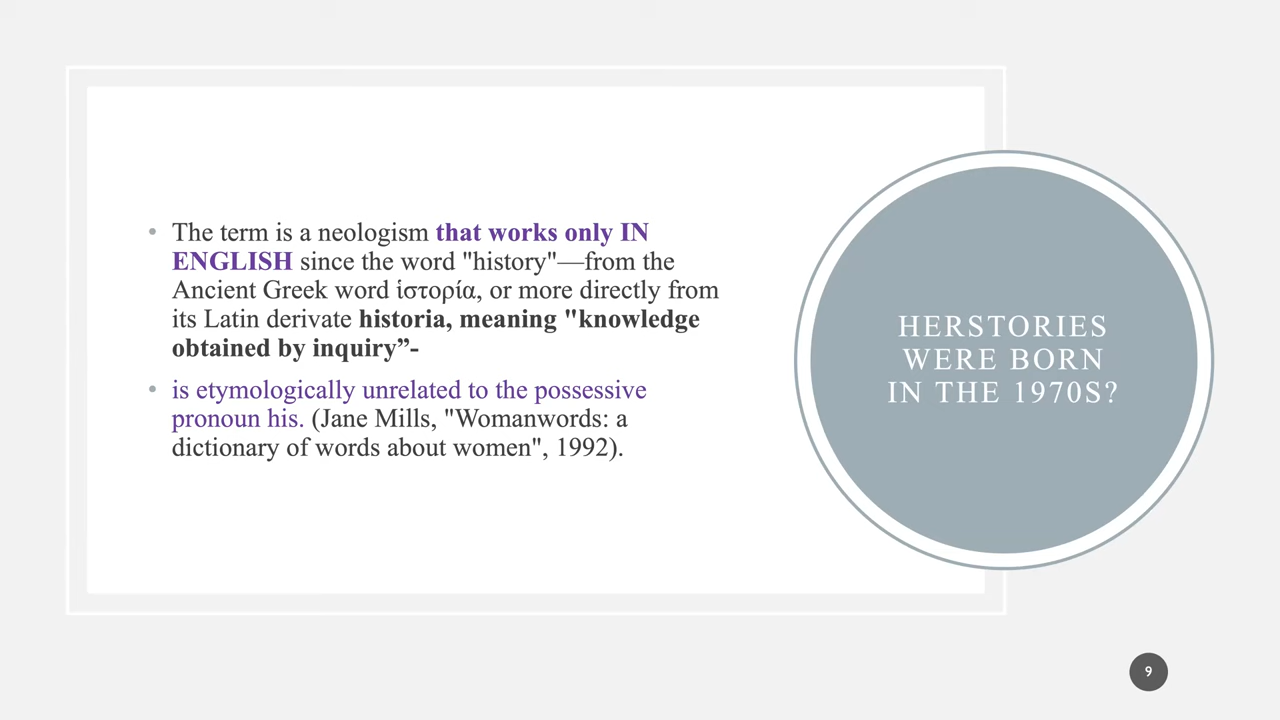 • The term is a neologism that works only IN
ENGLISH since the word "history"—from the
Ancient Greek word ἱστορία, or more directly from
its Latin derivate historia, meaning "knowledge
obtained by inquiry”-
• is etymologically unrelated to the possessive
pronoun his. (Jane Mills, "Womanwords: a
dictionary of words about women", 1992).
HERSTORIES
WERE BORN
IN THE 1970S?
9